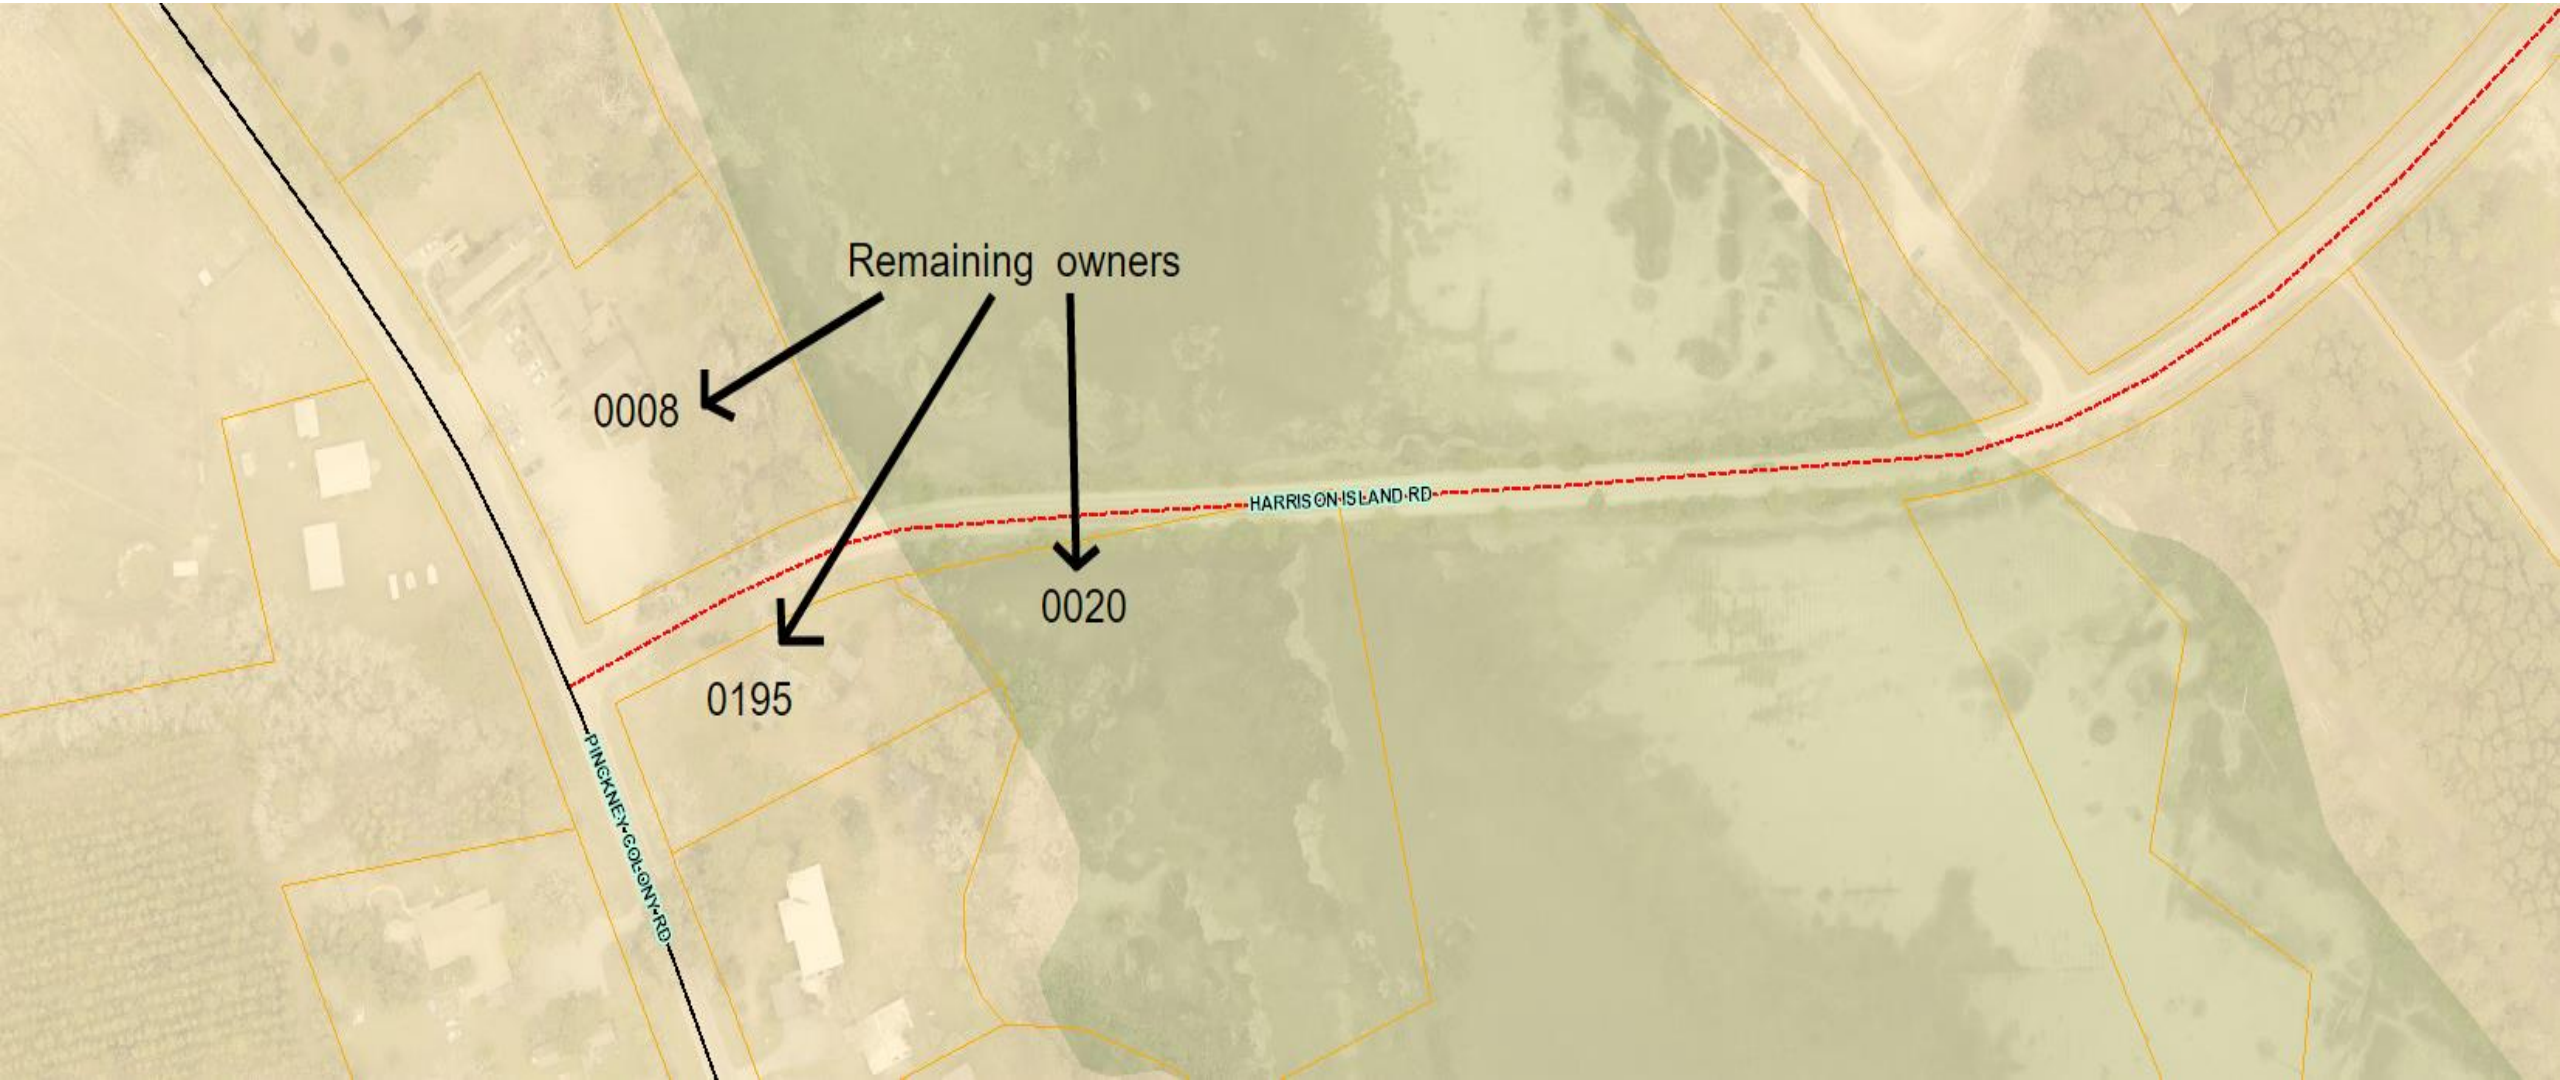 Remaining owners
0008
HARRISON ISLAND RD
0020
0195
PINCKNEY COLONY RD